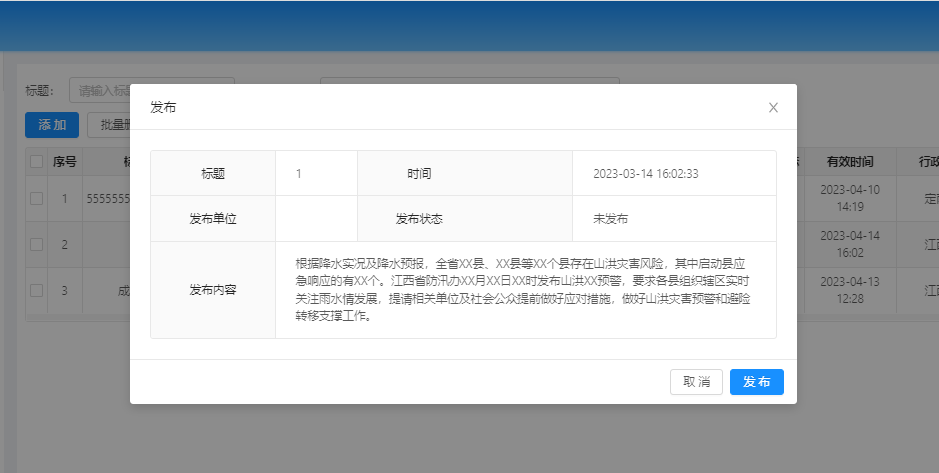 标题:
请输入标
发布
添 加
批量
序号
有效时间
行政
标题
1
时间
2023-03-14 16:02:33
发布单位
发布状态
未发布
发布内容
根据降水实况及降水预报，全省XX县、XX县等XX个县存在山洪灾害风险，其中启动县应
急响应的有XX个。江西省防汛办XX月XX日XX时发布山洪XX预警，要求各县组织辖区实时
关注雨水情发展，提请相关单位及社会公众提前做好应对措施，做好山洪灾害预警和避险
转移支撑工作。
1
5555555
2023-04-10
14:19
定
2
2023-04-14
16:02
江
3
成
2023-04-13
12:28
江
取 消
发 布